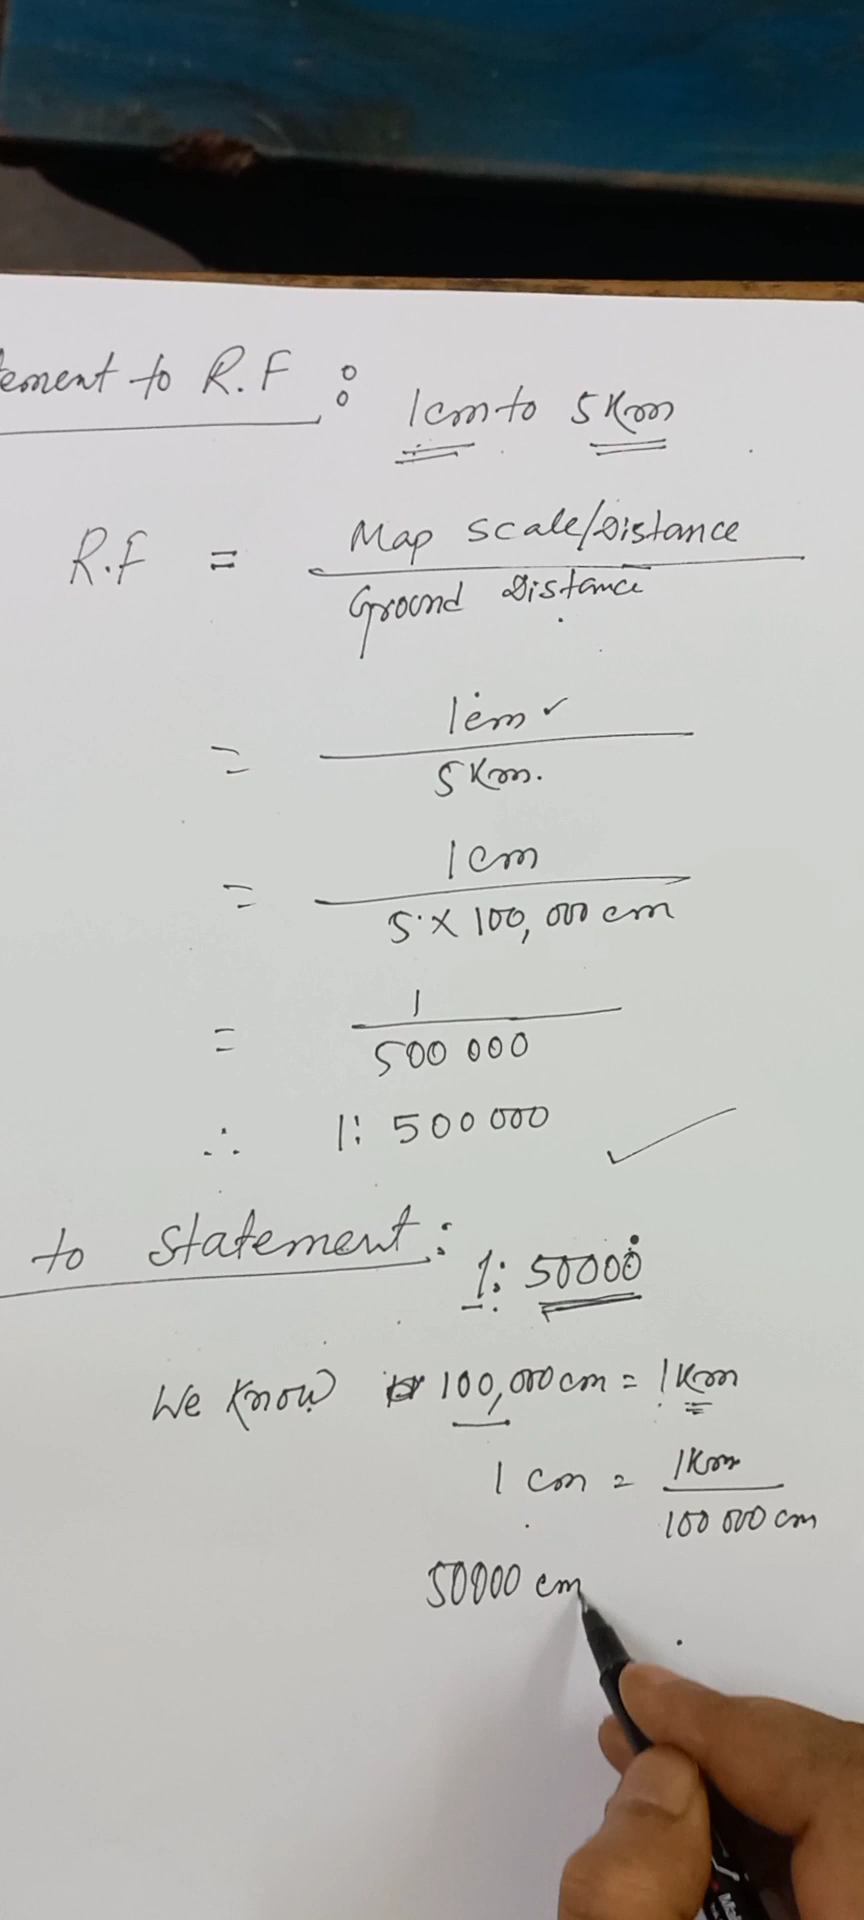 ement to R.F :
1cm to 5Km
R.F = Map scale/Distance
Ground Distance
= 1cm
5Km.
= 1cm
5 x 100,000 cm
= 1
500 000
∴ 1: 500 000
to statement:
1: 50000
We know 100,000 cm = 1Km
1 cm = 1Km
100 000 cm
50000 cm